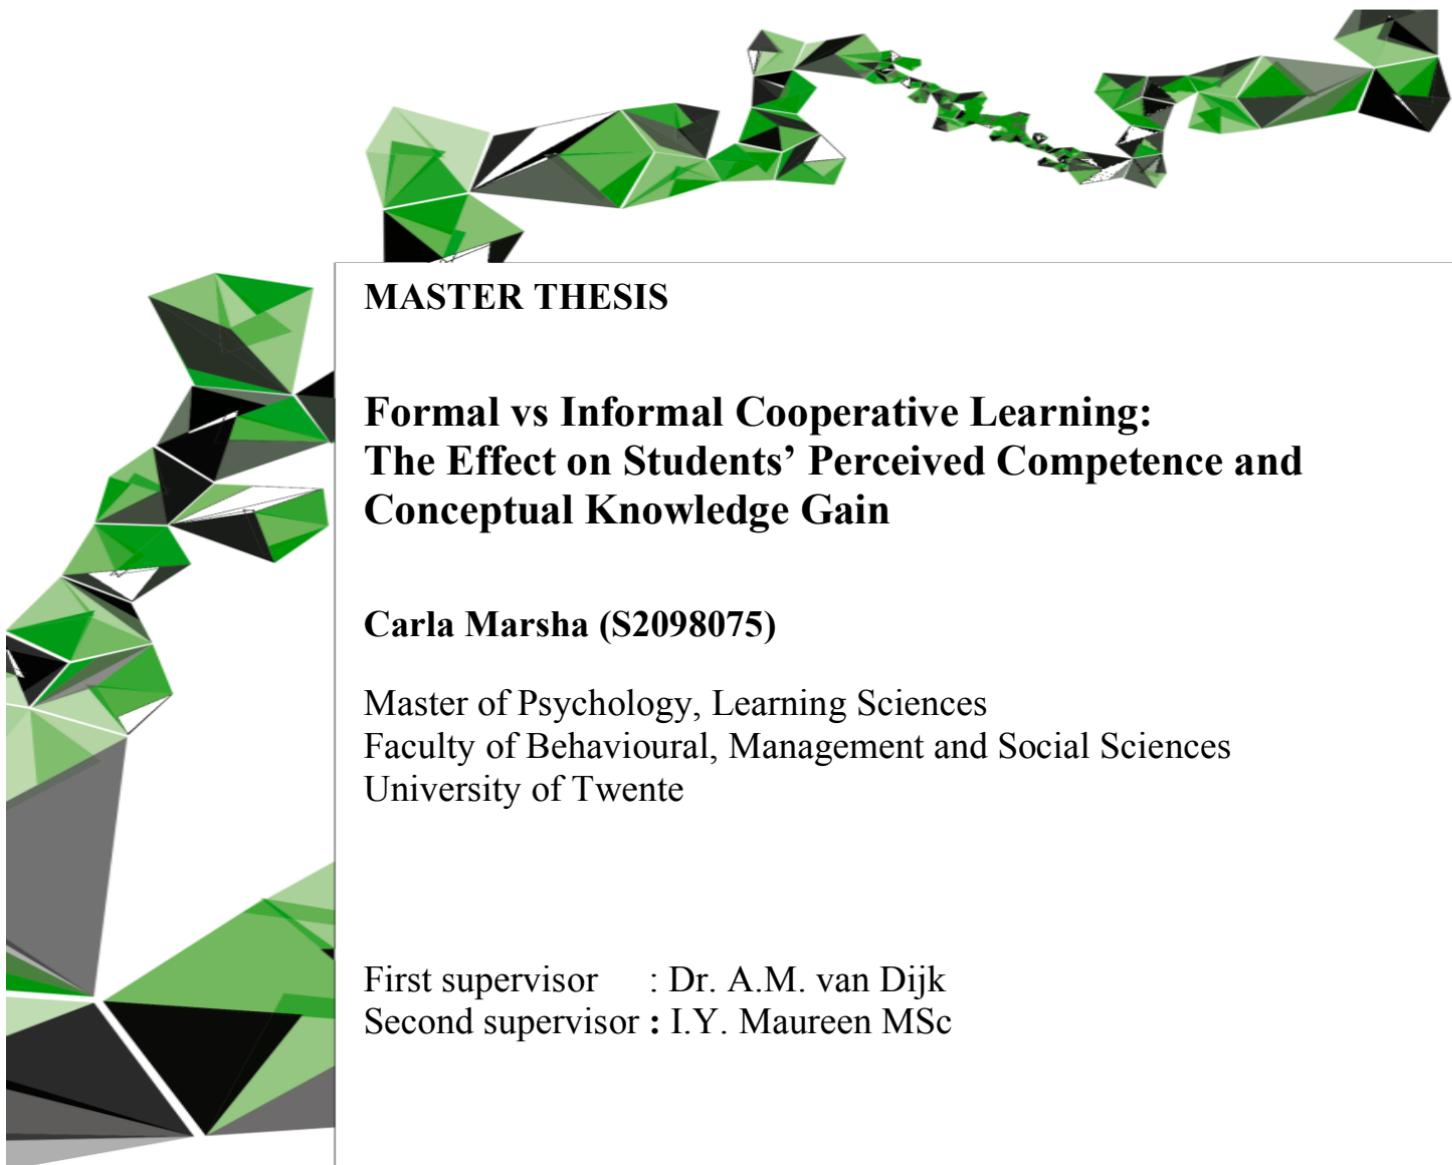 MASTER THESIS
Formal vs Informal Cooperative Learning:
The Effect on Students’ Perceived Competence and
Conceptual Knowledge Gain
Carla Marsha (S2098075)
Master of Psychology, Learning Sciences
Faculty of Behavioural, Management and Social Sciences
University of Twente
First supervisor : Dr. A.M. van Dijk
Second supervisor : I.Y. Maureen MSc